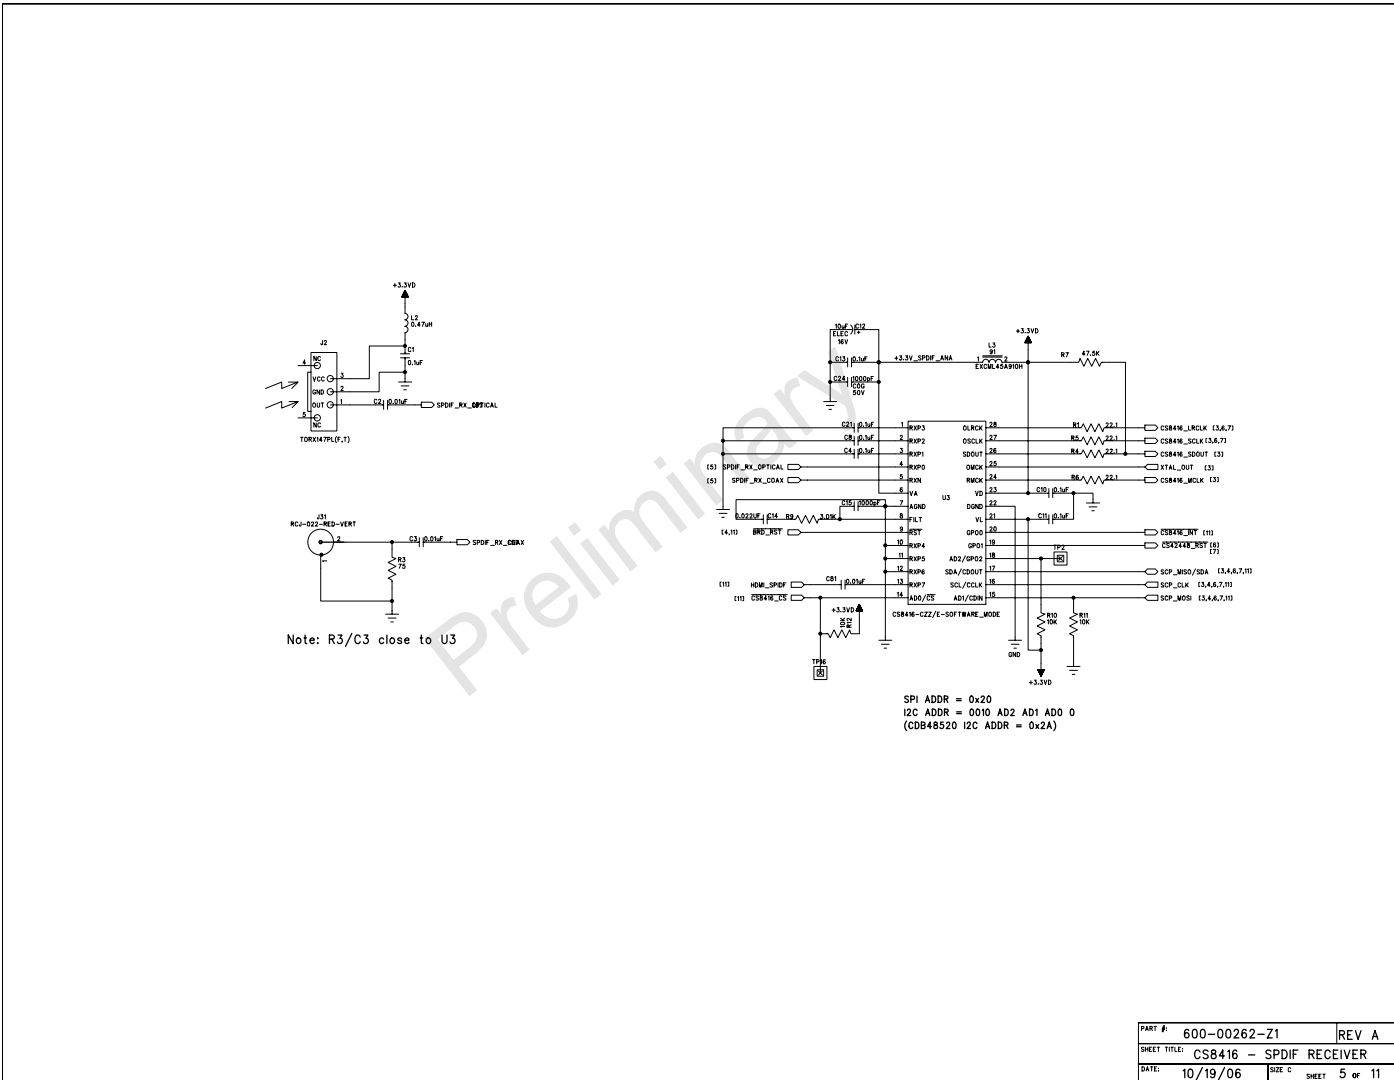 Preliminary
+3.3VD
L2
0.47uH
J2
C1
0.1uF
4 NC
VCC 3
GND 2
OUT 1
5 NC
C2 0.01uF
TORX147PL(F,T)
J31
RCJ-022-RED-VERT
2
1
C3 0.01uF
R3
75
Note: R3/C3 close to U3
10uF C12
ELEC +
16V
C13 0.1uF
C24 1000pF
COG
50V
+3.3V_SPDIF_ANA
L3
91
1 2
EXCML45A910H
+3.3VD
R7 47.5K
C21 0.1uF 1 RXP3 OLRCK 28 R1 22.1 CS8416_LRCLK [3,6,7]
C8 0.1uF 2 RXP2 OSCLK 27 R5 22.1 CS8416_SCLK [3,6,7]
C4 0.1uF 3 RXP1 SDOUT 26 R4 22.1 CS8416_SDOUT [3]
[5] SPDIF_RX_OPTICAL 4 RXP0 OMCK 25 XTAL_OUT [3]
[5] SPDIF_RX_COAX 5 RXN RMCK 24 R6 22.1 CS8416_MCLK [3]
6 VA U3 VD 23 C10 0.1uF
C15 1000pF 7 AGND DGND 22
0.022UF C14 R9 3.01K 8 FILT VL 21 C11 0.1uF
[4,11] BRD_RST 9 RST GPO0 20 CS8416_INT [11]
10 RXP4 GPO1 19 CS42448_RST [6]
[7]
TP2
11 RXP5 AD2/GPO2 18
12 RXP6 SDA/CDOUT 17 SCP_MISO/SDA [3,4,6,7,11]
[11] HDMI_SPIDF C81 0.01uF 13 RXP7 SCL/CCLK 16 SCP_CLK [3,4,6,7,11]
[11] CS8416_CS 14 AD0/CS AD1/CDIN 15 SCP_MOSI [3,4,6,7,11]
CS8416-CZZ/E-SOFTWARE_MODE
+3.3VD
10K
R12
TP16
R10
10K
R11
10K
GND
+3.3VD
SPI ADDR = 0x20
I2C ADDR = 0010 AD2 AD1 AD0 0
(CDB48520 I2C ADDR = 0x2A)
PART #: 600-00262-Z1 REV A
SHEET TITLE: CS8416 - SPDIF RECEIVER
DATE: 10/19/06 SIZE C SHEET 5 OF 11